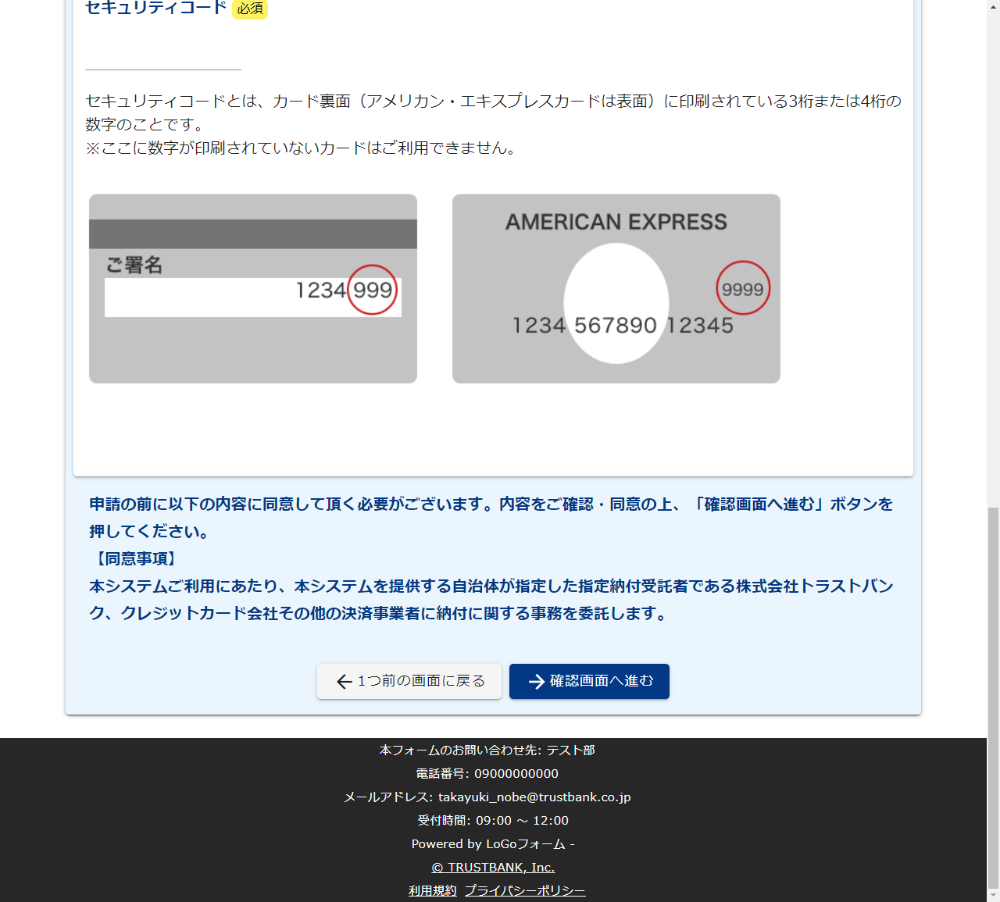 セキュリティコード 必須
セキュリティコードとは、カード裏面（アメリカン・エキスプレスカードは表面）に印刷されている3桁または4桁の
数字のことです。
※ここに数字が印刷されていないカードはご利用できません。
ご署名
1234 999
AMERICAN EXPRESS
9999
1234 567890 12345
申請の前に以下の内容に同意して頂く必要がございます。内容をご確認・同意の上、「確認画面へ進む」ボタンを
押してください。
【同意事項】
本システムご利用にあたり、本システムを提供する自治体が指定した指定納付受託者である株式会社トラストバン
ク、クレジットカード会社その他の決済事業者に納付に関する事務を委託します。
←1つ前の画面に戻る →確認画面へ進む
本フォームのお問い合わせ先: テスト部
電話番号: 09000000000
メールアドレス: takayuki_nobe@trustbank.co.jp
受付時間: 09:00 ～ 12:00
Powered by LoGoフォーム -
© TRUSTBANK, Inc.
利用規約 プライバシーポリシー